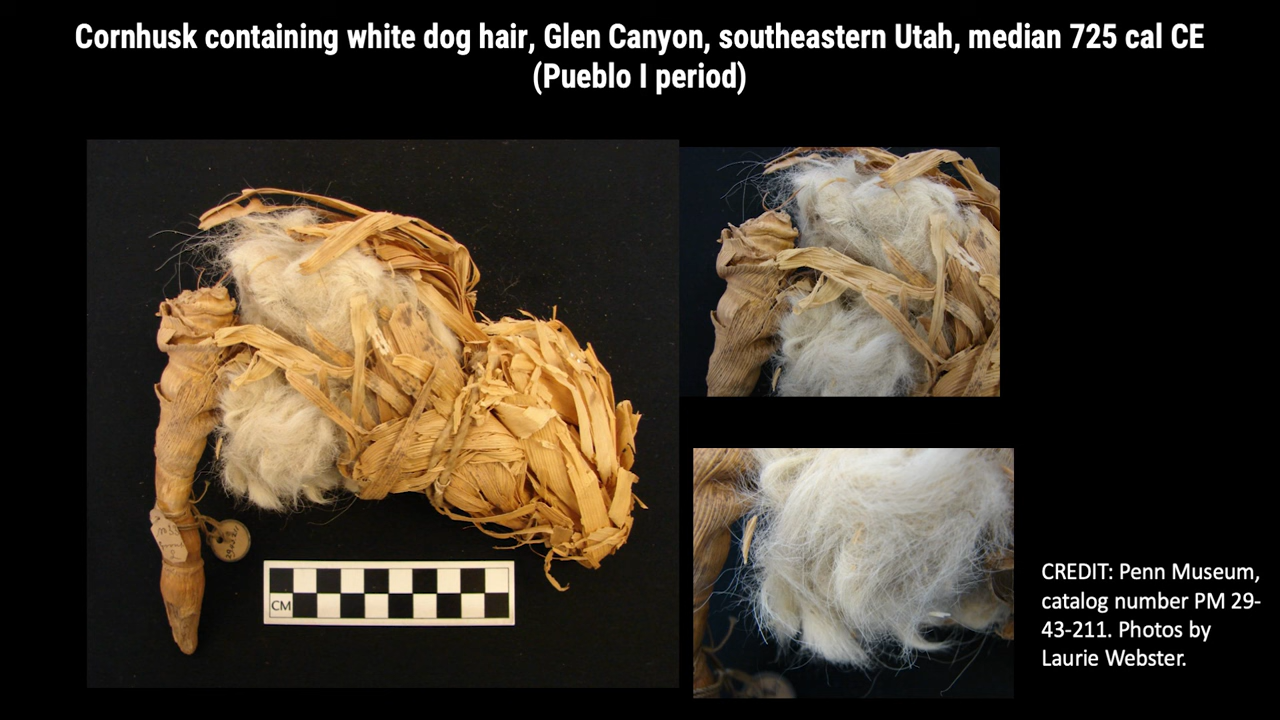 Cornhusk containing white dog hair, Glen Canyon, southeastern Utah, median 725 cal CE
(Pueblo I period)
CM
CREDIT: Penn Museum,
catalog number PM 29-
43-211. Photos by
Laurie Webster.